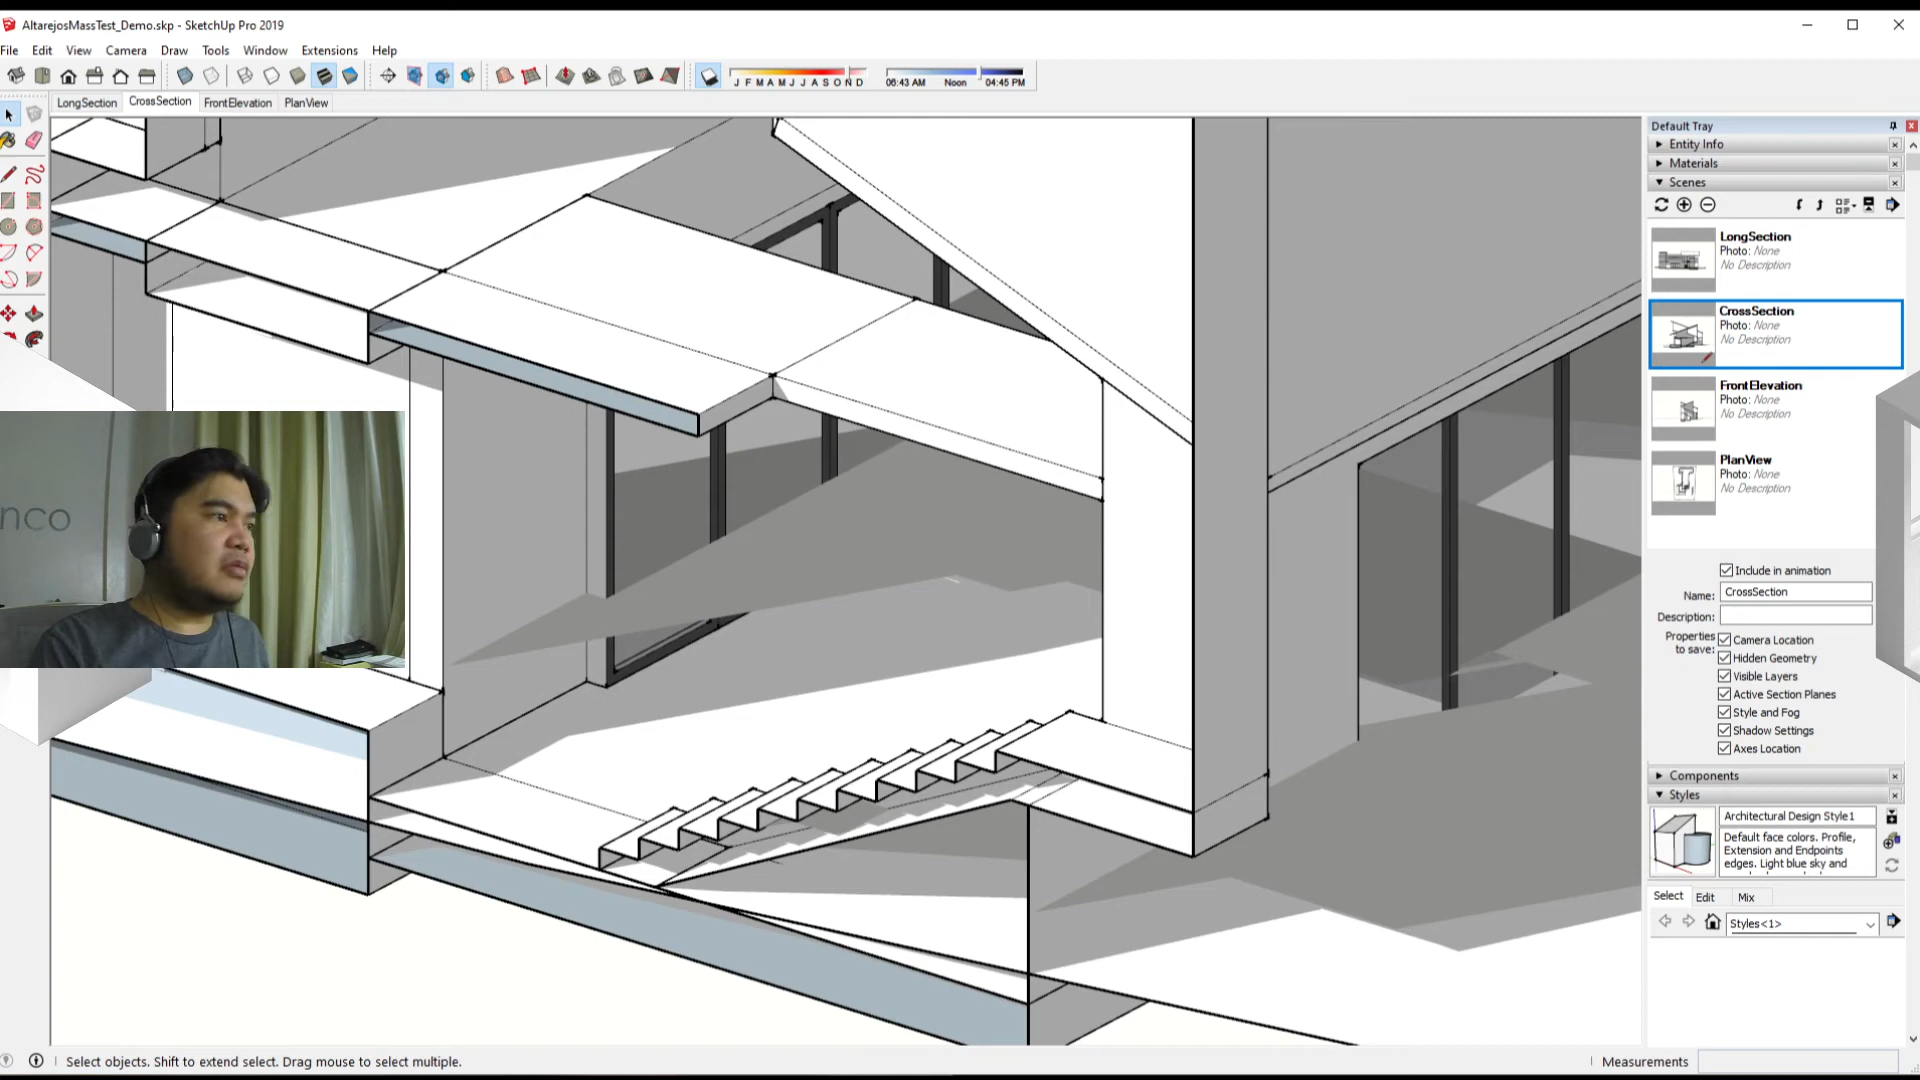 AltarejosMassTest_Demo.skp - SketchUp Pro 2019
File Edit View Camera Draw Tools Window Extensions Help
J F M A M J J A S O N D 06:43 AM Noon 04:45 PM
LongSection CrossSection FrontElevation PlanView
Default Tray
Entity Info
Materials
Scenes
LongSection
Photo: None
No Description
CrossSection
Photo: None
No Description
FrontElevation
Photo: None
No Description
PlanView
Photo: None
No Description
nco
Include in animation
Name: CrossSection
Description:
Properties to save:
Camera Location
Hidden Geometry
Visible Layers
Active Section Planes
Style and Fog
Shadow Settings
Axes Location
Components
Styles
Architectural Design Style1
Default face colors. Profile,
Extension and Endpoints
edges. Light blue sky and
Select Edit Mix
Styles<1>
Select objects. Shift to extend select. Drag mouse to select multiple.
Measurements